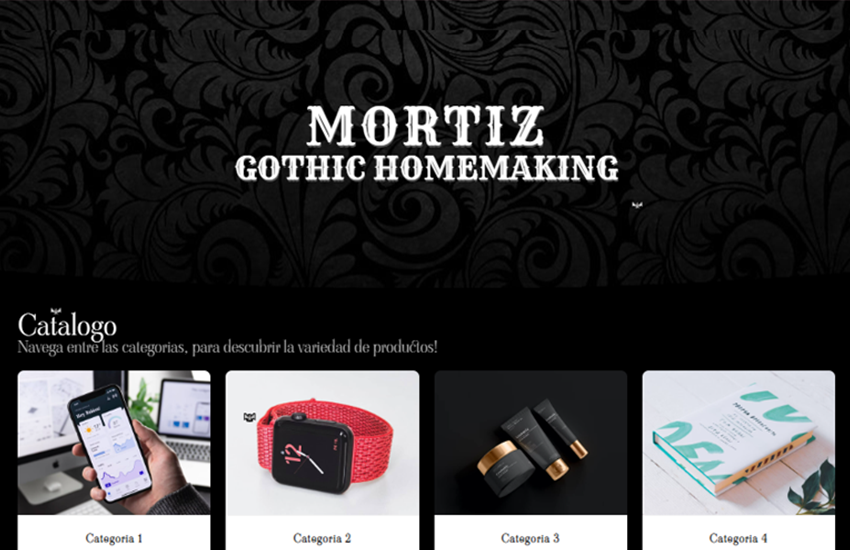 MORTIZ
GOTHIC HOMEMAKING
Catalogo
Navega entre las categorias, para descubrir la variedad de productos!
12
Categoria 1
Categoria 2
Categoria 3
Categoria 4